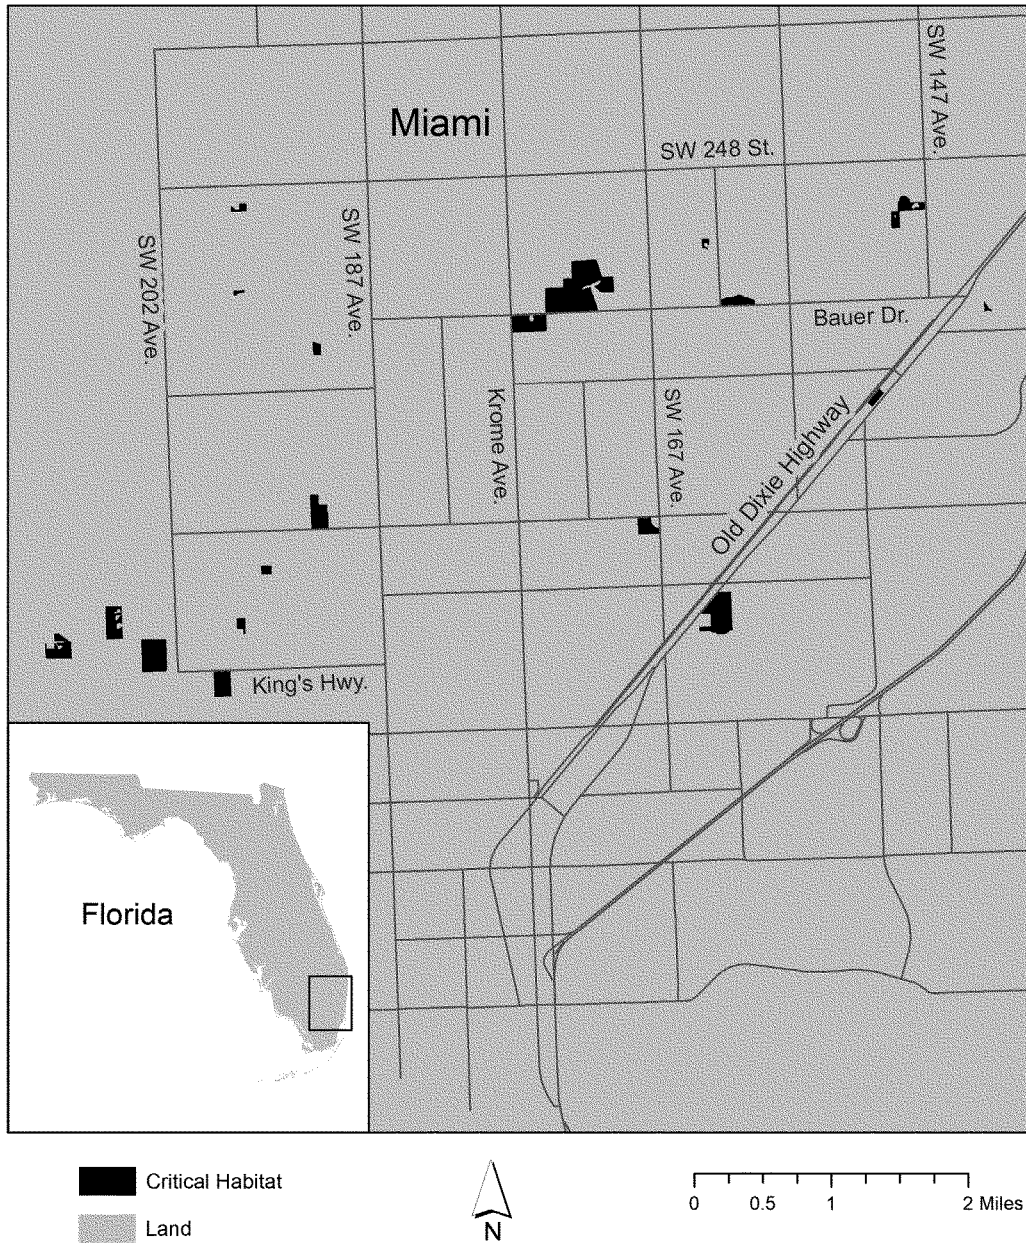 SW 147 Ave.
Miami
SW 248 St.
SW 202 Ave.
SW 187 Ave.
Bauer Dr.
Krome Ave.
SW 167 Ave.
Old Dixie Highway
King's Hwy.
Florida
Critical Habitat
Land
N
0 0.5 1 2 Miles